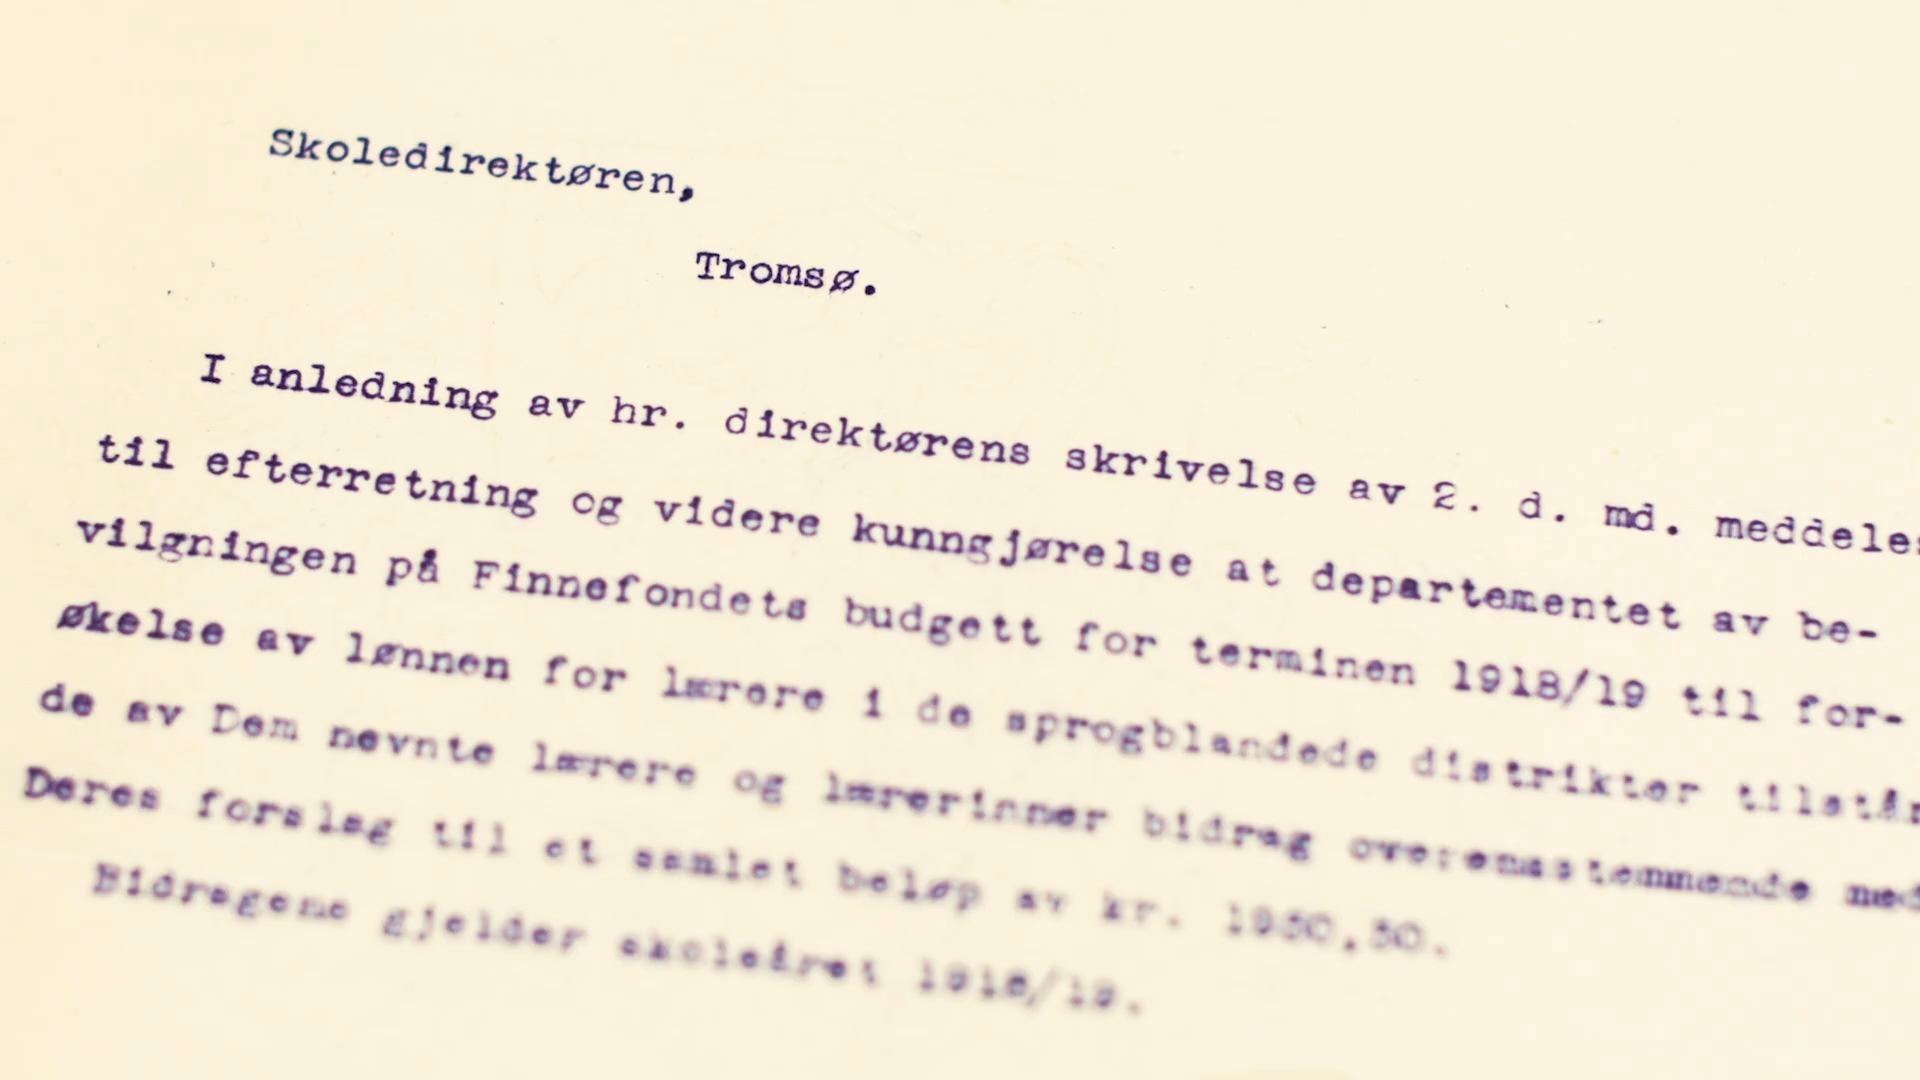 Skoledirektøren,
Tromsø.
I anledning av hr. direktørens skrivelse av 2. d. md. meddeles
til efterretning og videre kunngjørelse at departementet av be-
vilgningen på Finnefondets budgett for terminen 1918/19 til for-
økelse av lønnen for lærere i de sprogblandede distrikter tilstår
de av Dem nevnte lærere og lærerinner bidrag overensstemmende med
Deres forslag til et samlet beløp av kr.
Bidragene gjelder skoleåret 1918/19.